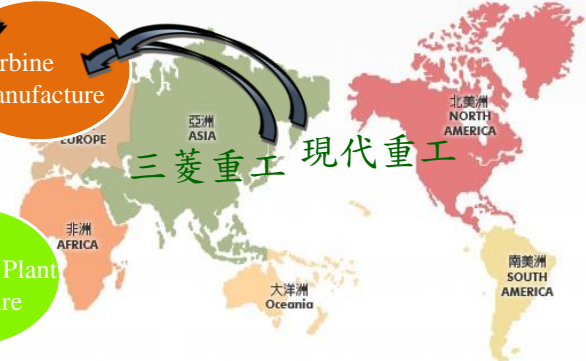 rbine
anufacture
EUROPE
亞洲
ASIA
三菱重工
現代重工
北美洲
NORTH
AMERICA
非洲
AFRICA
Plant
re
大洋洲
Oceania
南美洲
SOUTH
AMERICA